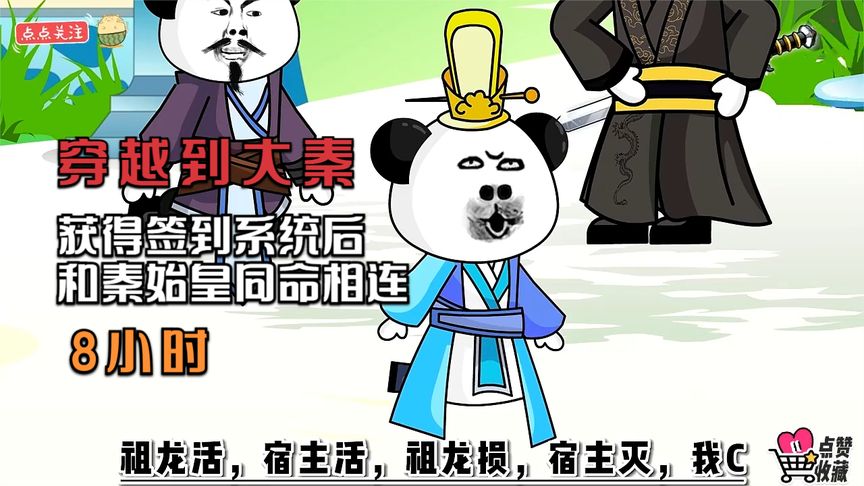 点点关注
穿越到大秦
获得签到系统后
和秦始皇同命相连
8小时
祖龙活，宿主活，祖龙损，宿主灭，我C
点赞
收藏